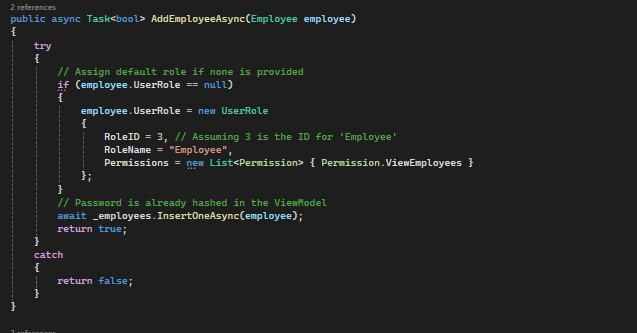 2 references
public async Task<bool> AddEmployeeAsync(Employee employee)
{
try
{
// Assign default role if none is provided
if (employee.UserRole == null)
{
employee.UserRole = new UserRole
{
RoleID = 3, // Assuming 3 is the ID for 'Employee'
RoleName = "Employee",
Permissions = new List<Permission> { Permission.ViewEmployees }
};
}
// Password is already hashed in the ViewModel
await _employees.InsertOneAsync(employee);
return true;
}
catch
{
return false;
}
}
2 references